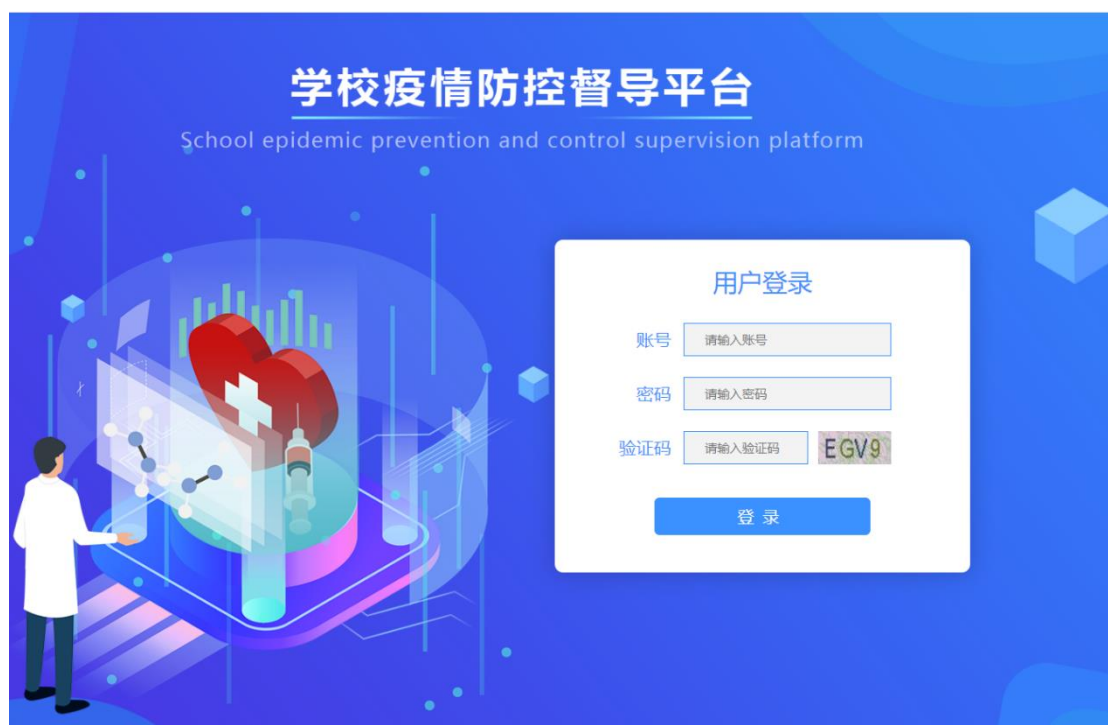 学校疫情防控督导平台
School epidemic prevention and control supervision platform
用户登录
账号 请输入账号
密码 请输入密码
验证码 请输入验证码 EGV9
登 录